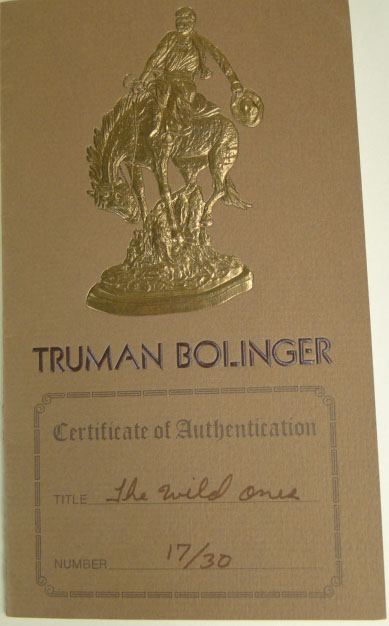 TRUMAN BOLINGER
Certificate of Authentication
TITLE The wild ones
NUMBER 17/30